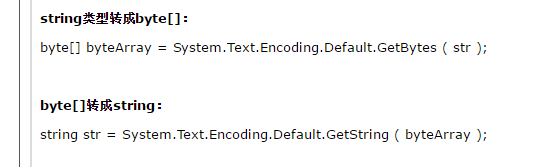 string类型转成byte[]：
byte[] byteArray = System.Text.Encoding.Default.GetBytes ( str );
byte[]转成string：
string str = System.Text.Encoding.Default.GetString ( byteArray );